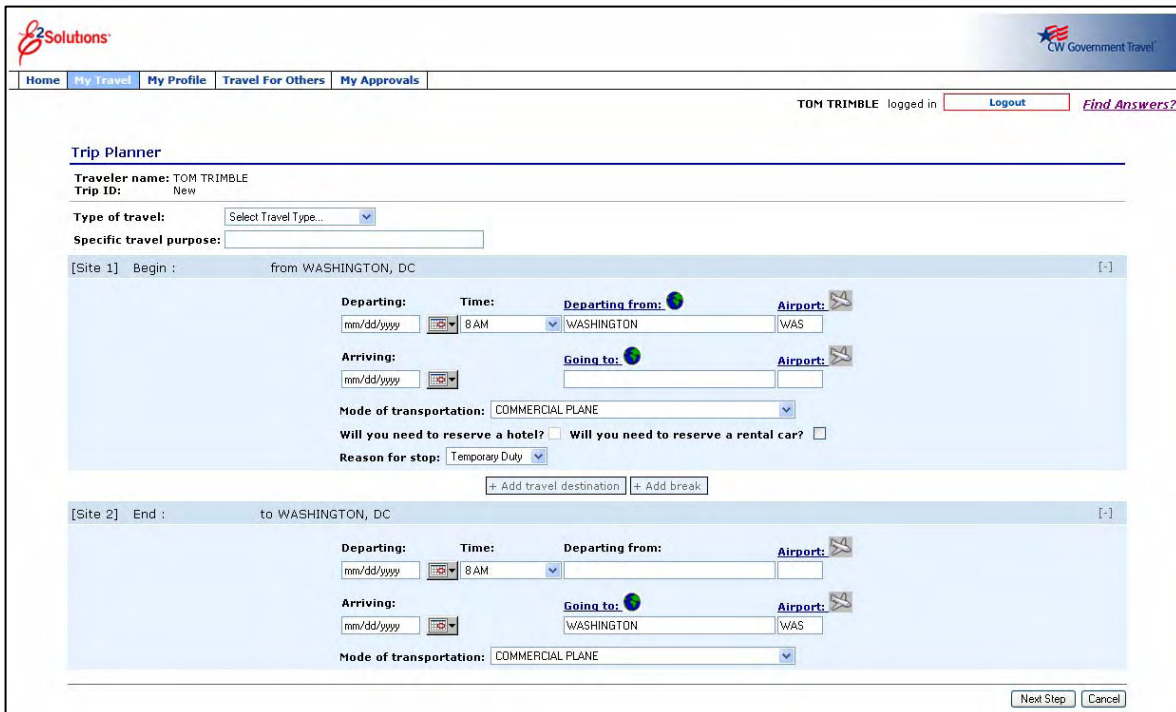 E2Solutions
CW Government Travel
Home My Travel My Profile Travel For Others My Approvals
TOM TRIMBLE logged in Logout Find Answers?
Trip Planner
Traveler name: TOM TRIMBLE
Trip ID: New
Type of travel: Select Travel Type...
Specific travel purpose:
[Site 1] Begin : from WASHINGTON, DC [-]
Departing: Time: Departing from: Airport:
mm/dd/yyyy 8 AM WASHINGTON WAS
Arriving: Going to: Airport:
mm/dd/yyyy
Mode of transportation: COMMERCIAL PLANE
Will you need to reserve a hotel? Will you need to reserve a rental car?
Reason for stop: Temporary Duty
+ Add travel destination + Add break
[Site 2] End : to WASHINGTON, DC [-]
Departing: Time: Departing from: Airport:
mm/dd/yyyy 8 AM
Arriving: Going to: Airport:
mm/dd/yyyy WASHINGTON WAS
Mode of transportation: COMMERCIAL PLANE
Next Step Cancel